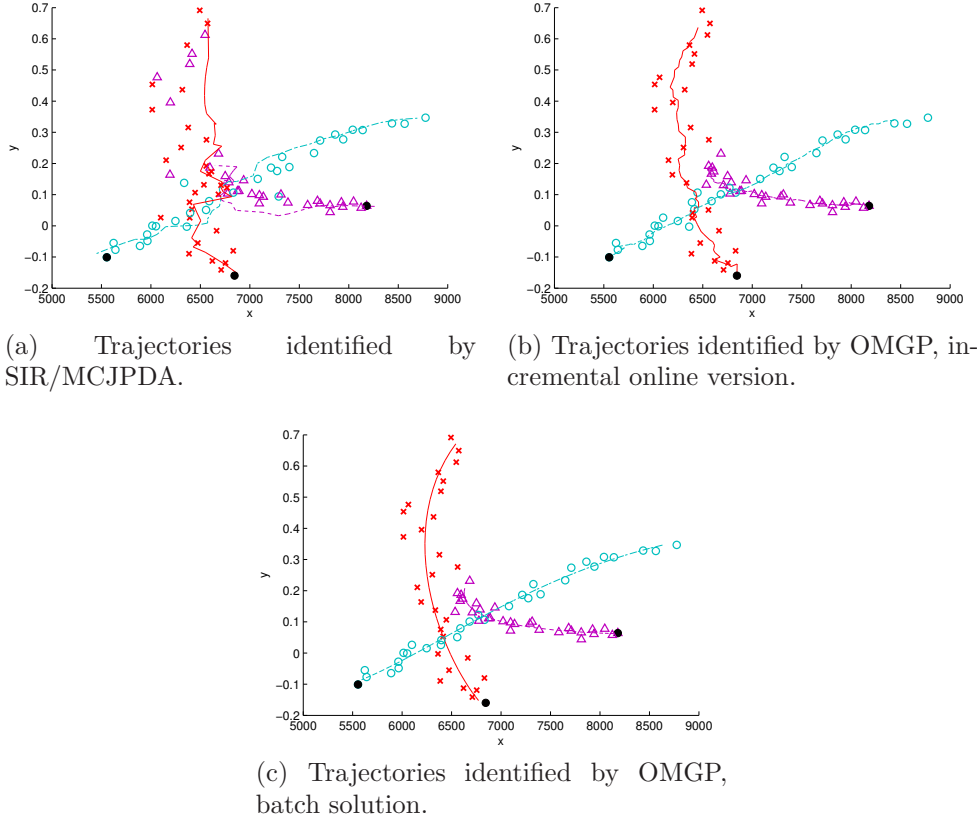 0.7
0.6
0.5
0.4
0.3
0.2
0.1
0
−0.1
−0.2
y
5000 5500 6000 6500 7000 7500 8000 8500 9000
x
(a) Trajectories identified by
SIR/MCJPDA.
0.7
0.6
0.5
0.4
0.3
0.2
0.1
0
−0.1
−0.2
y
5000 5500 6000 6500 7000 7500 8000 8500 9000
x
(b) Trajectories identified by OMGP, in-
cremental online version.
0.7
0.6
0.5
0.4
0.3
0.2
0.1
0
−0.1
−0.2
y
5000 5500 6000 6500 7000 7500 8000 8500 9000
x
(c) Trajectories identified by OMGP,
batch solution.